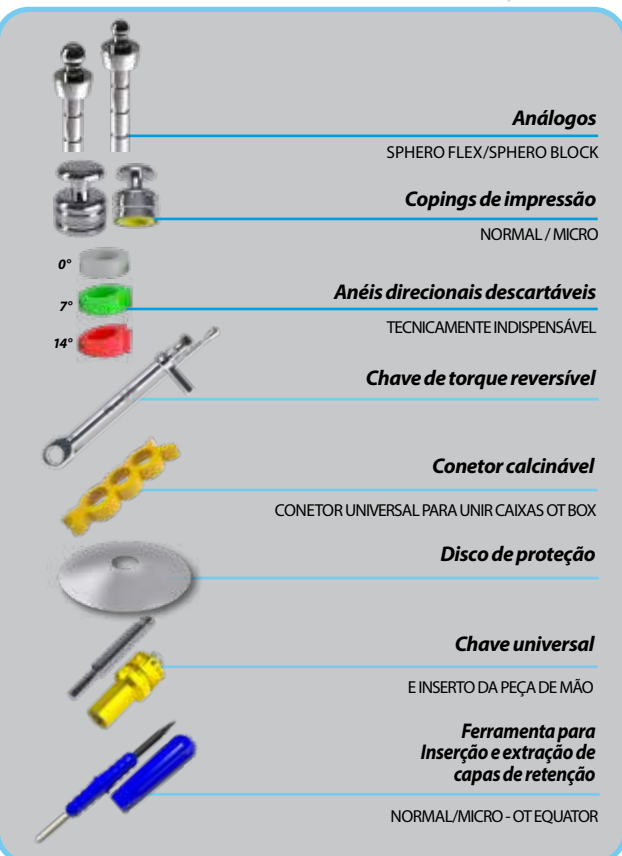 Análogos
SPHERO FLEX/SPHERO BLOCK
Copings de impressão
NORMAL / MICRO
0°
7°
14°
Anéis direcionais descartáveis
TECNICAMENTE INDISPENSÁVEL
Chave de torque reversível
Conetor calcinável
CONETOR UNIVERSAL PARA UNIR CAIXAS OT BOX
Disco de proteção
Chave universal
E INSERTO DA PEÇA DE MÃO
Ferramenta para
Inserção e extração de
capas de retenção
NORMAL/MICRO - OT EQUATOR